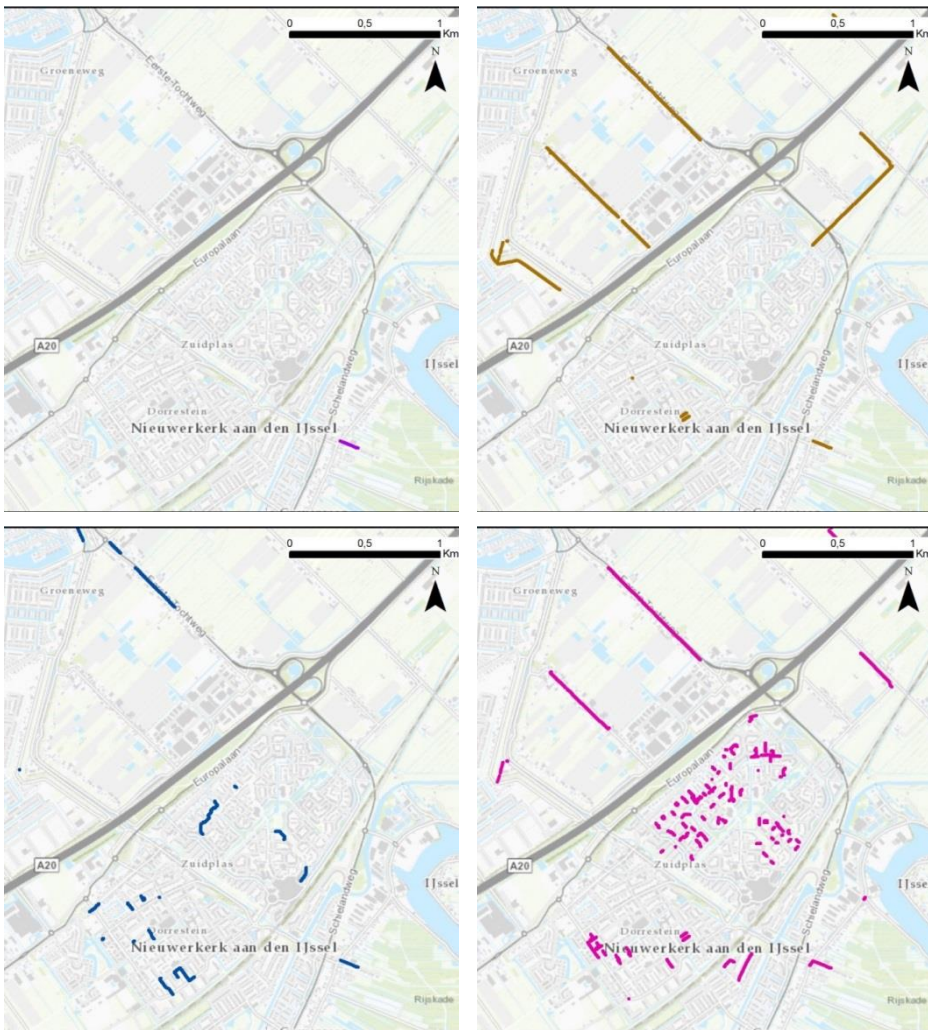 0 0,5 1
Km
N
Groeneweg
Eerste Tochtweg
Europalaan
A20
Zuidplas
IJssel
Schielandweg
Dorrestein
Nieuwerkerk aan den IJssel
Rijskade
0 0,5 1
Km
N
Groeneweg
Europalaan
A20
Zuidplas
IJsse
Schielandweg
Dorrestein
Nieuwerkerk aan den IJssel
Rijskade
0 0,5 1
Km
N
Groeneweg
Tochtweg
Europalaan
A20
Zuidplas
IJssel
Schielandweg
Nieuwerkerk aan den IJssel
Rijskade
0 0,5 1
Km
N
Groeneweg
Europalaan
A20
Zuidplas
IJsse
Schielandweg
Dorrestein
Nieuwerkerk aan den IJssel
Rijskade